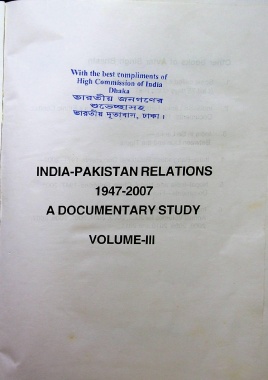 With the best compliments of
High Commission of India
Dhaka
ভারতীয় জনগণের
শুভেচ্ছাসহ
ভারতীয় দূতাবাস, ঢাকা।
INDIA-PAKISTAN RELATIONS
1947-2007
A DOCUMENTARY STUDY
VOLUME-III